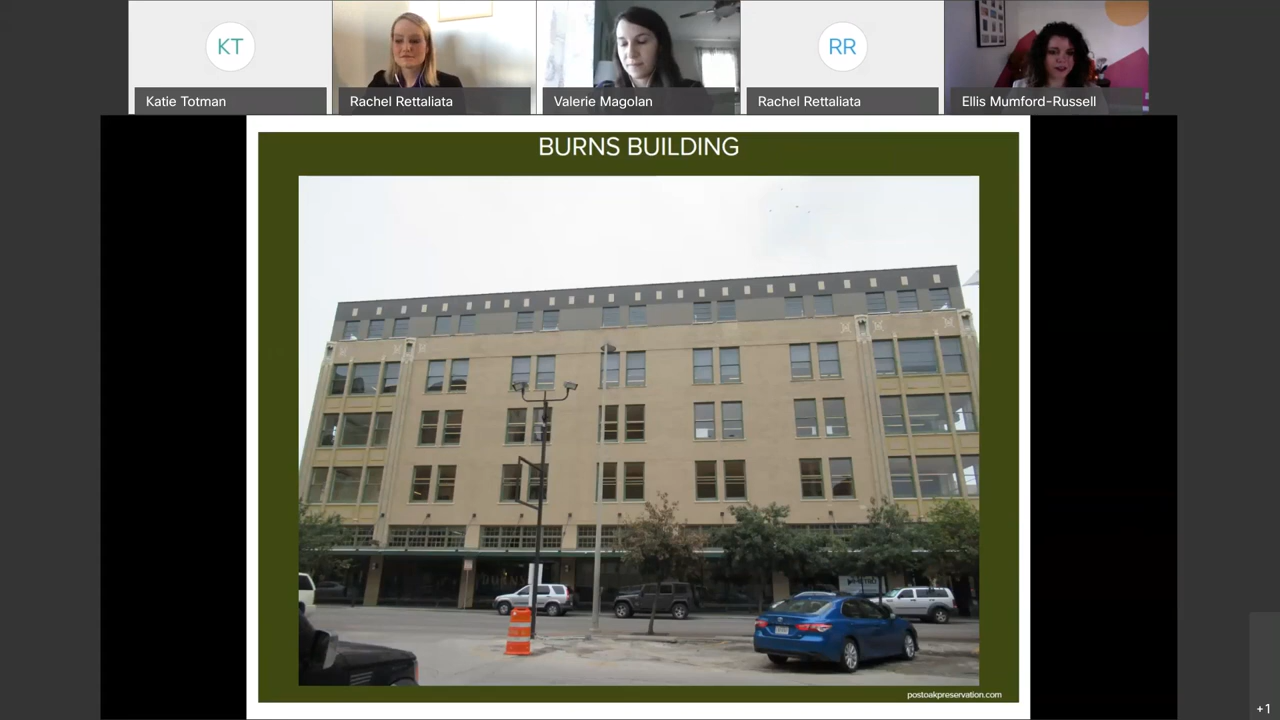 KT
Katie Totman
Rachel Rettaliata
Valerie Magolan
RR
Rachel Rettaliata
Ellis Mumford-Russell
BURNS BUILDING
postoakpreservation.com
+1